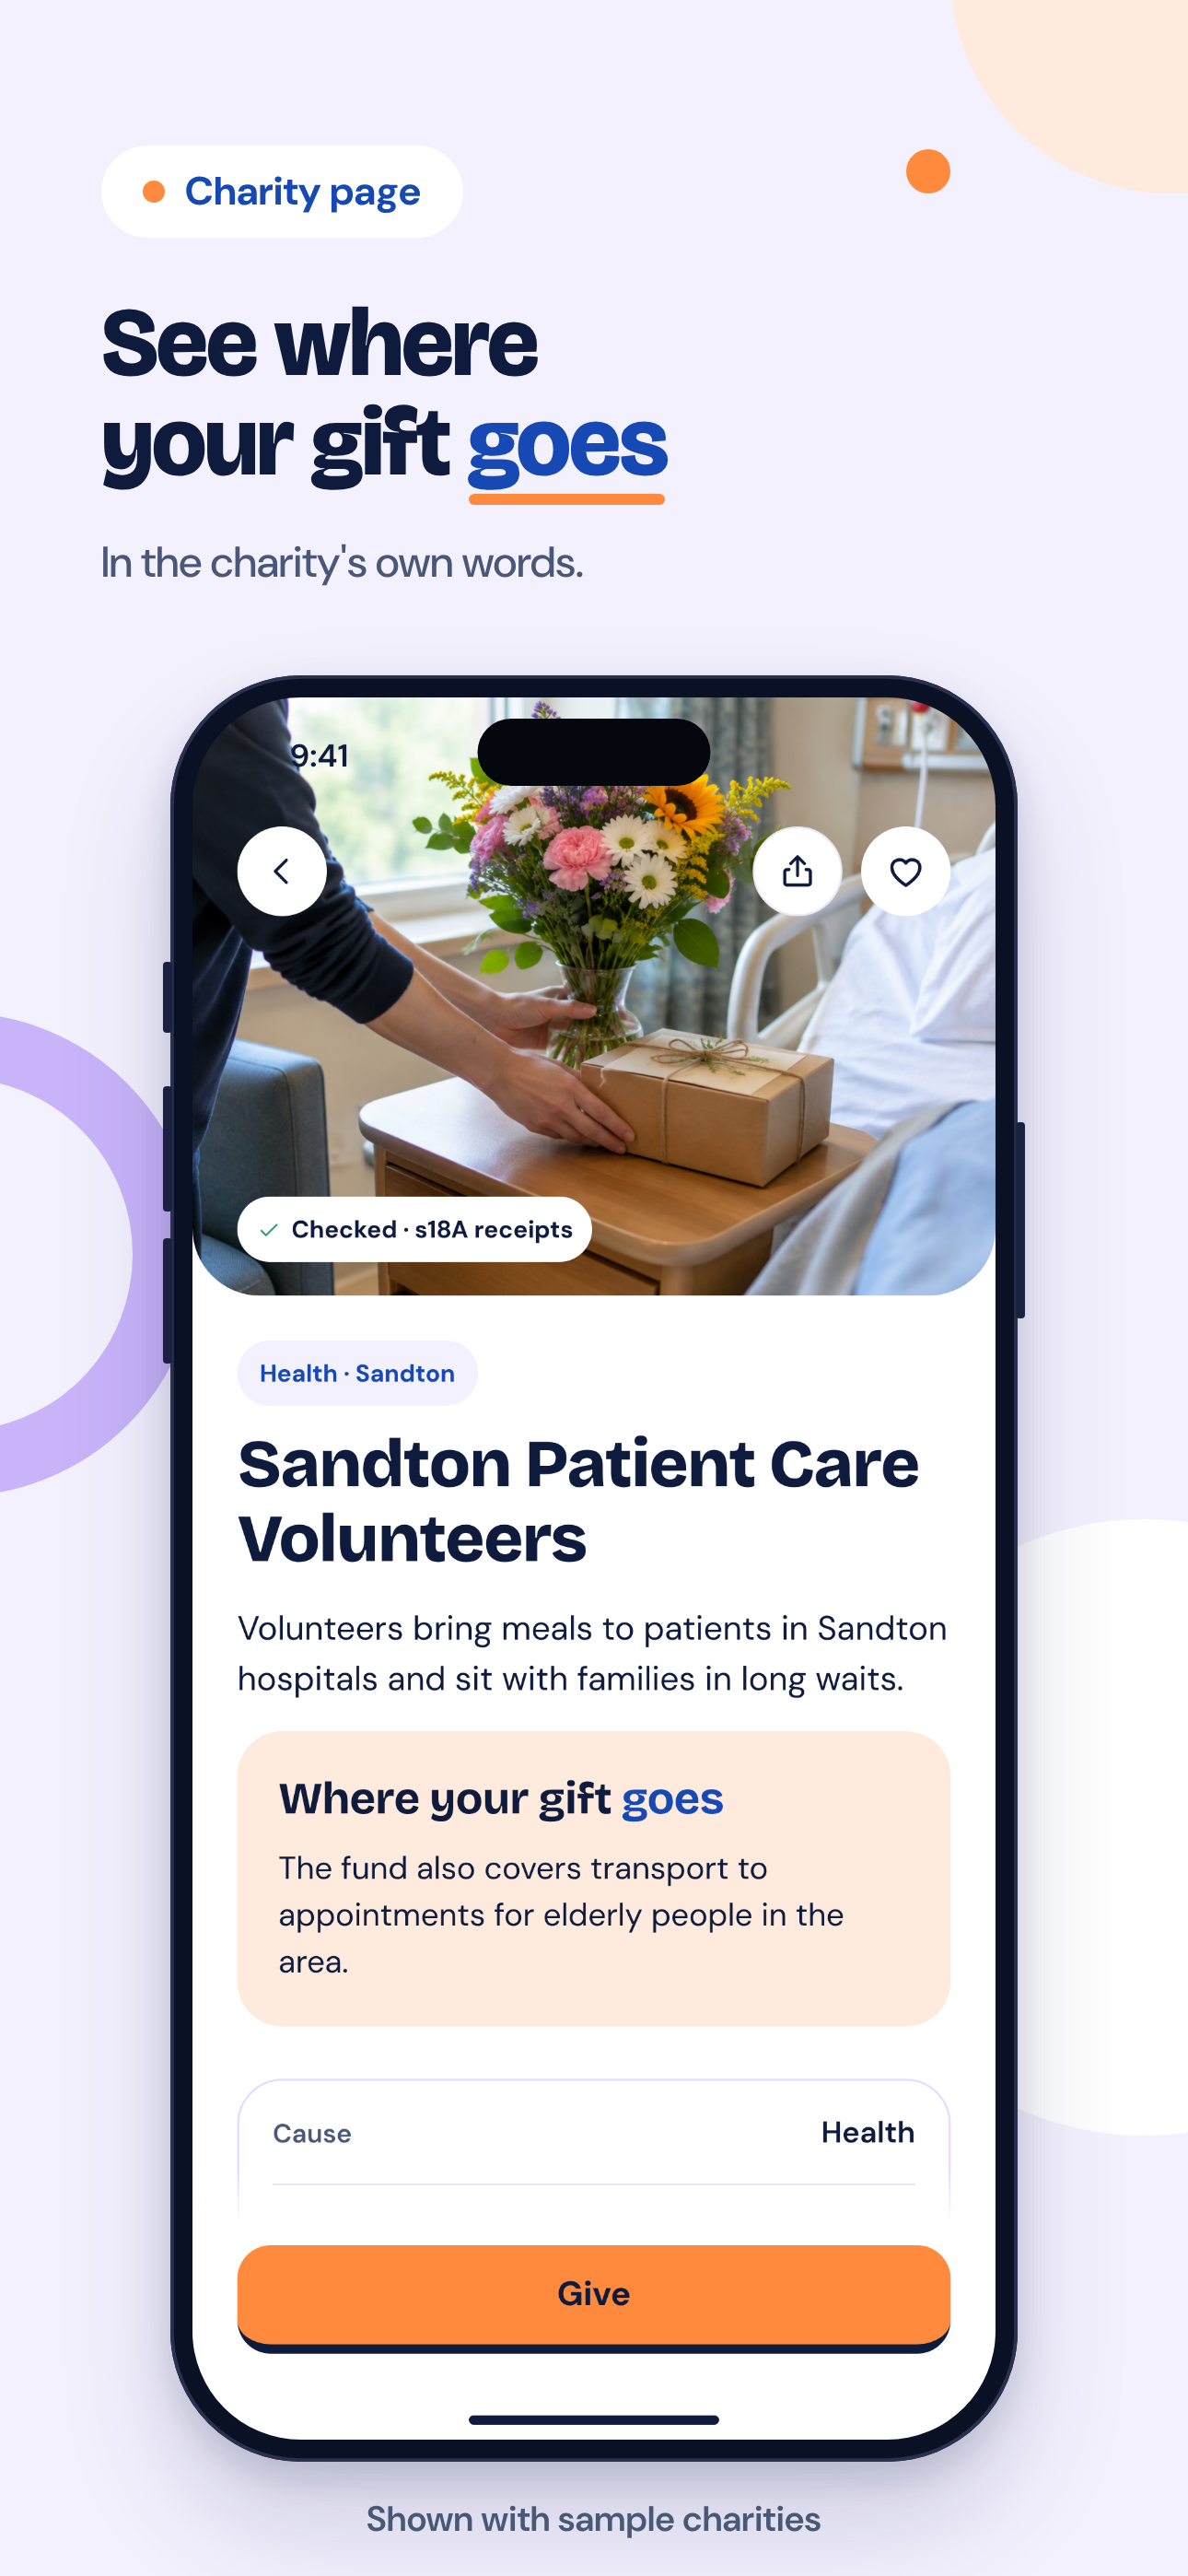 Charity page
See where
your gift goes
In the charity's own words.
9:41
Checked · s18A receipts
Health · Sandton
Sandton Patient Care
Volunteers
Volunteers bring meals to patients in Sandton
hospitals and sit with families in long waits.
Where your gift goes
The fund also covers transport to
appointments for elderly people in the
area.
Cause Health
Give
Shown with sample charities